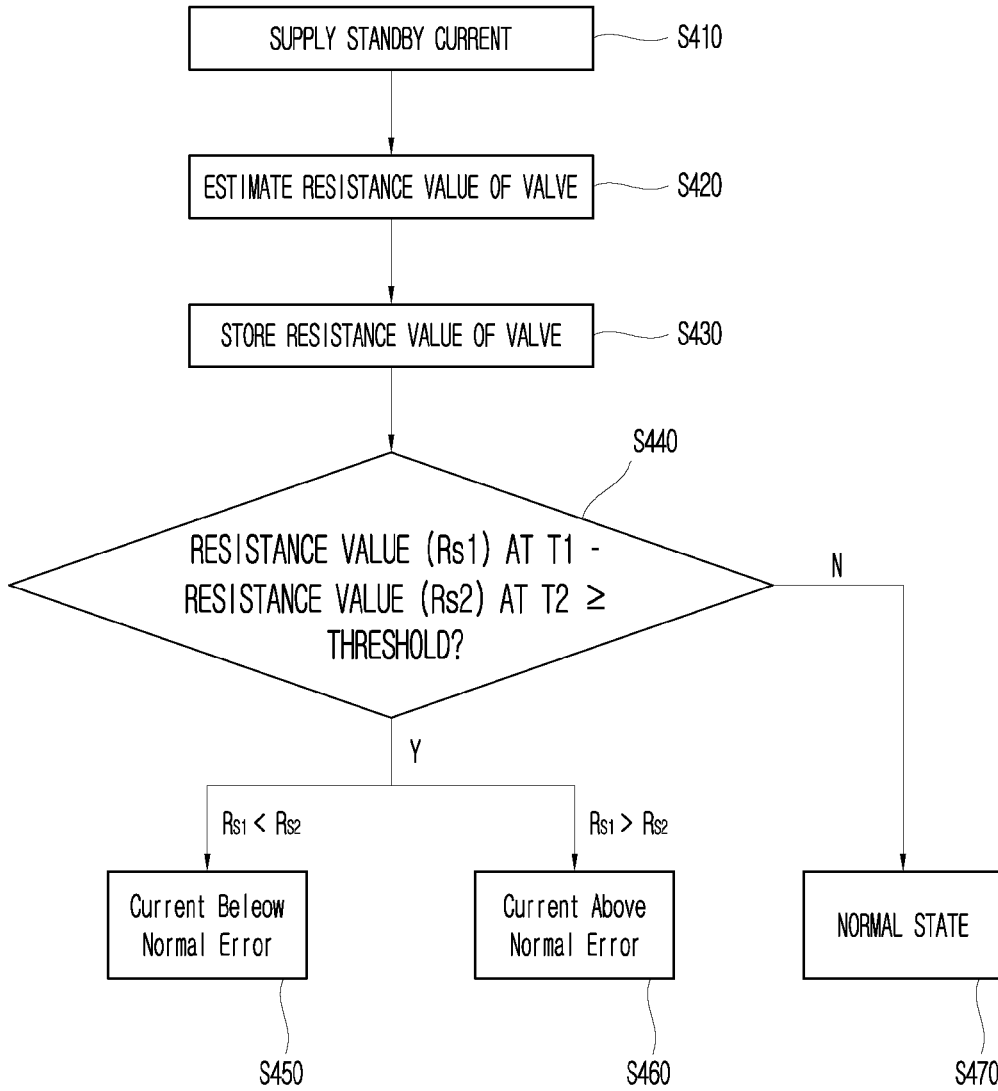 SUPPLY STANDBY CURRENT
S410
ESTIMATE RESISTANCE VALUE OF VALVE
S420
STORE RESISTANCE VALUE OF VALVE
S430
S440
RESISTANCE VALUE (Rs1) AT T1 -
RESISTANCE VALUE (Rs2) AT T2 ≥
THRESHOLD?
N
Y
RS1 < RS2
RS1 > RS2
Current Beleow
Normal Error
Current Above
Normal Error
NORMAL STATE
S450
S460
S470